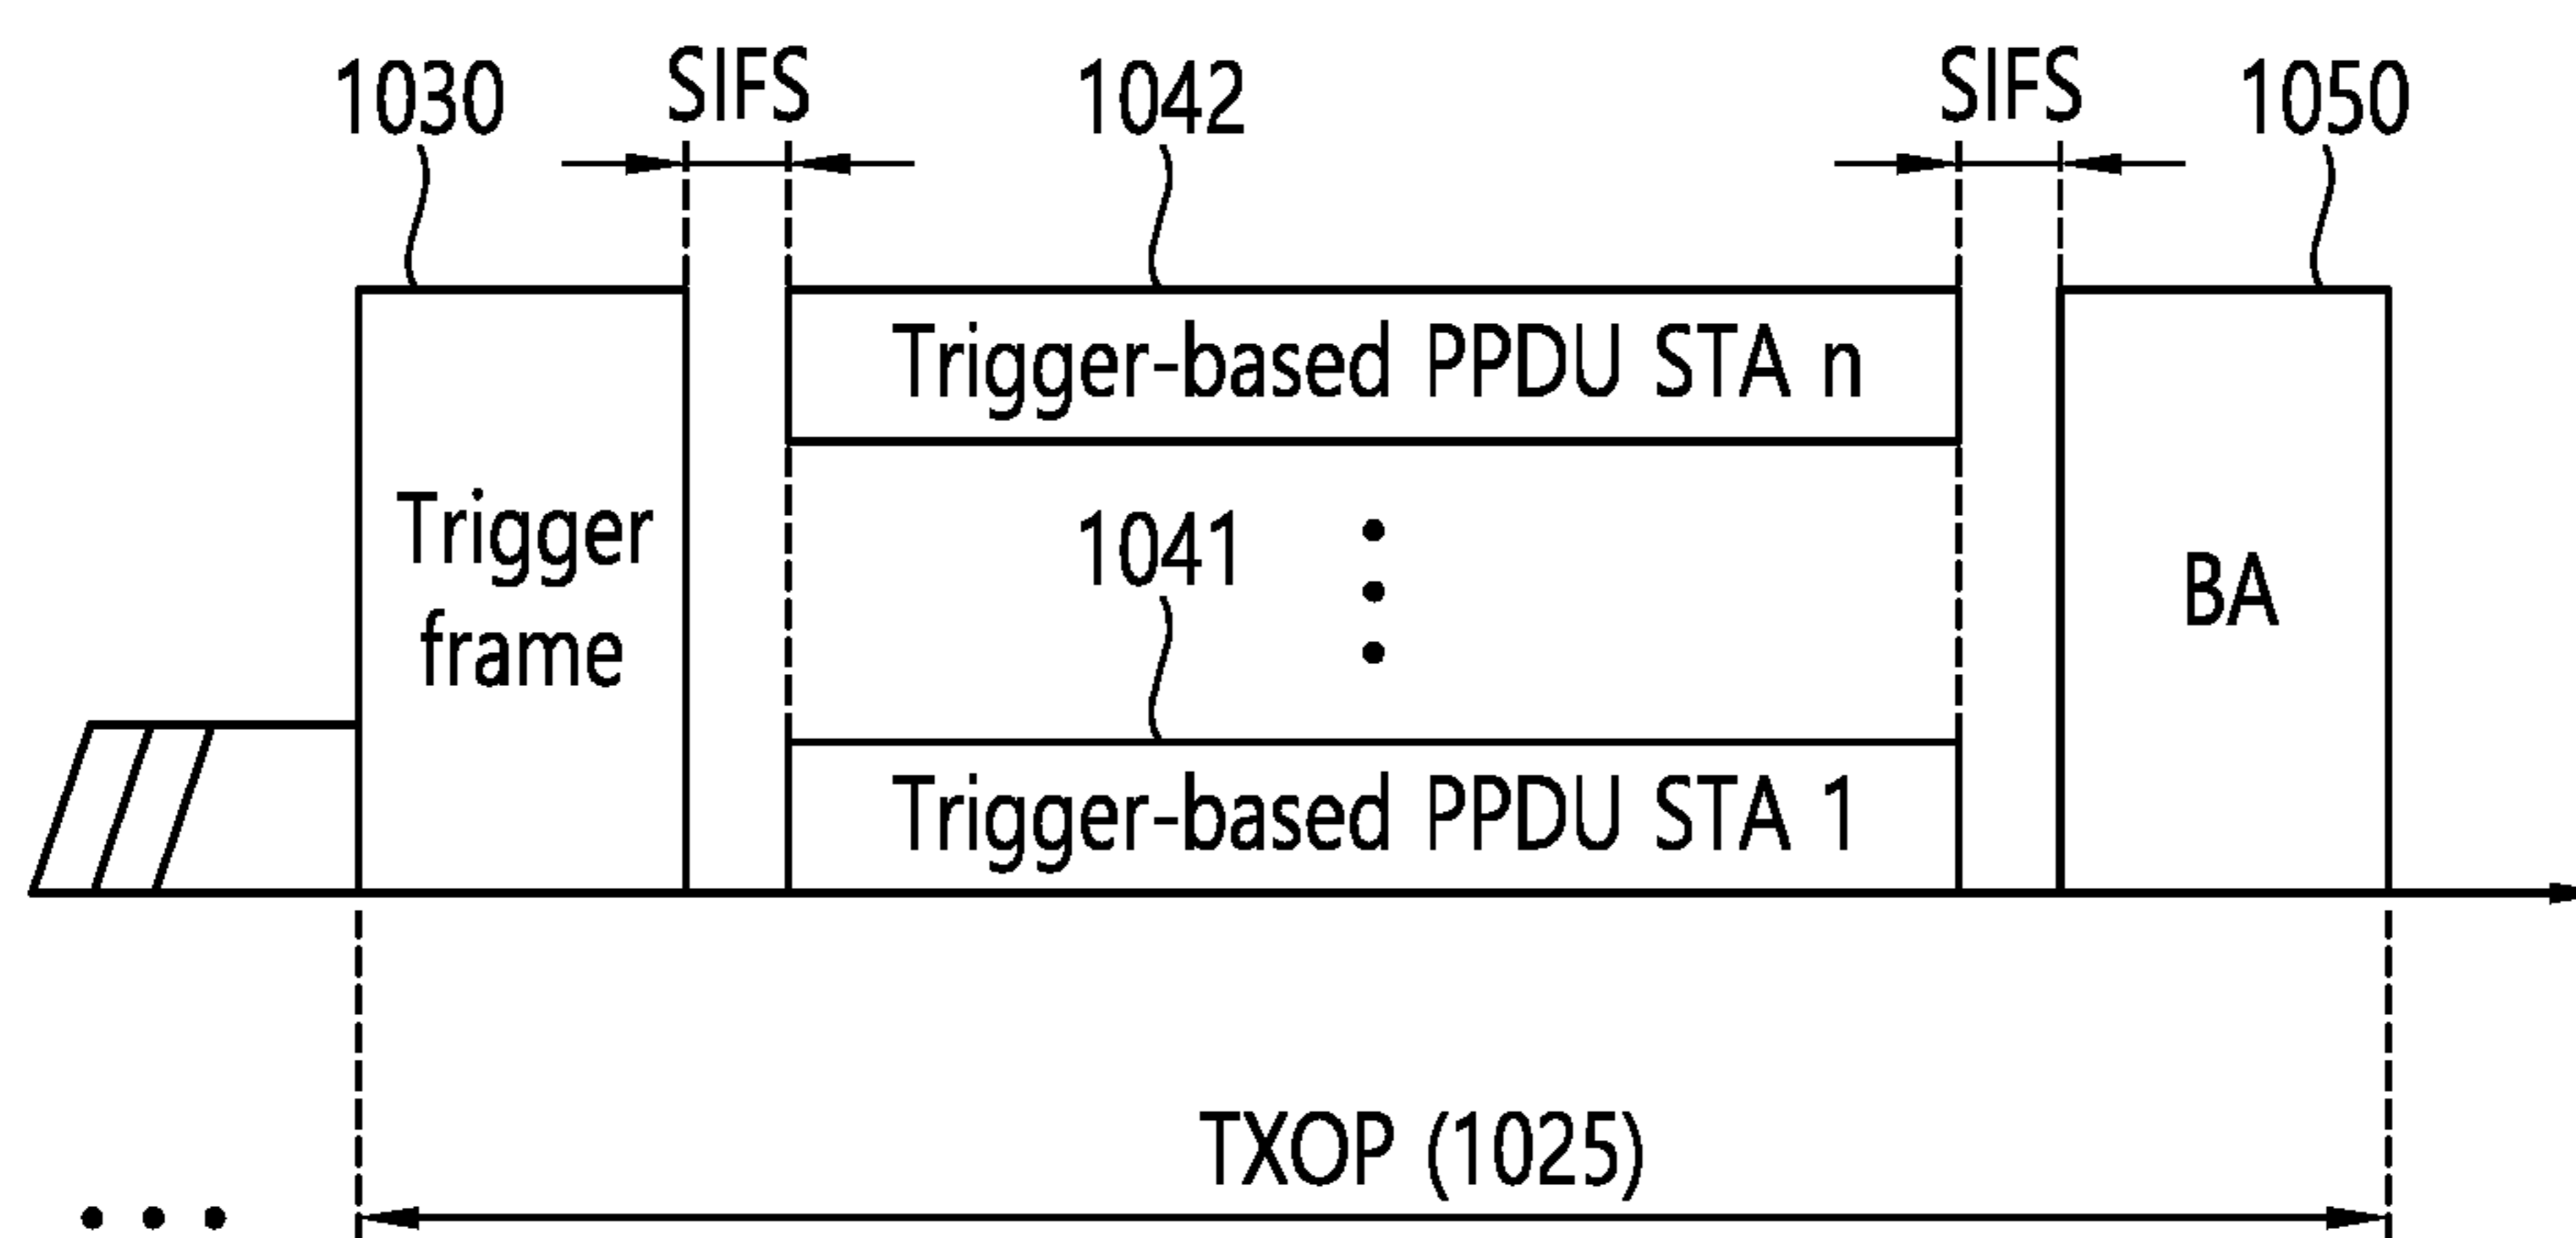 1030
SIFS
1042
SIFS
1050
Trigger-based PPDU STA n
Trigger
frame
1041
BA
Trigger-based PPDU STA 1
TXOP (1025)